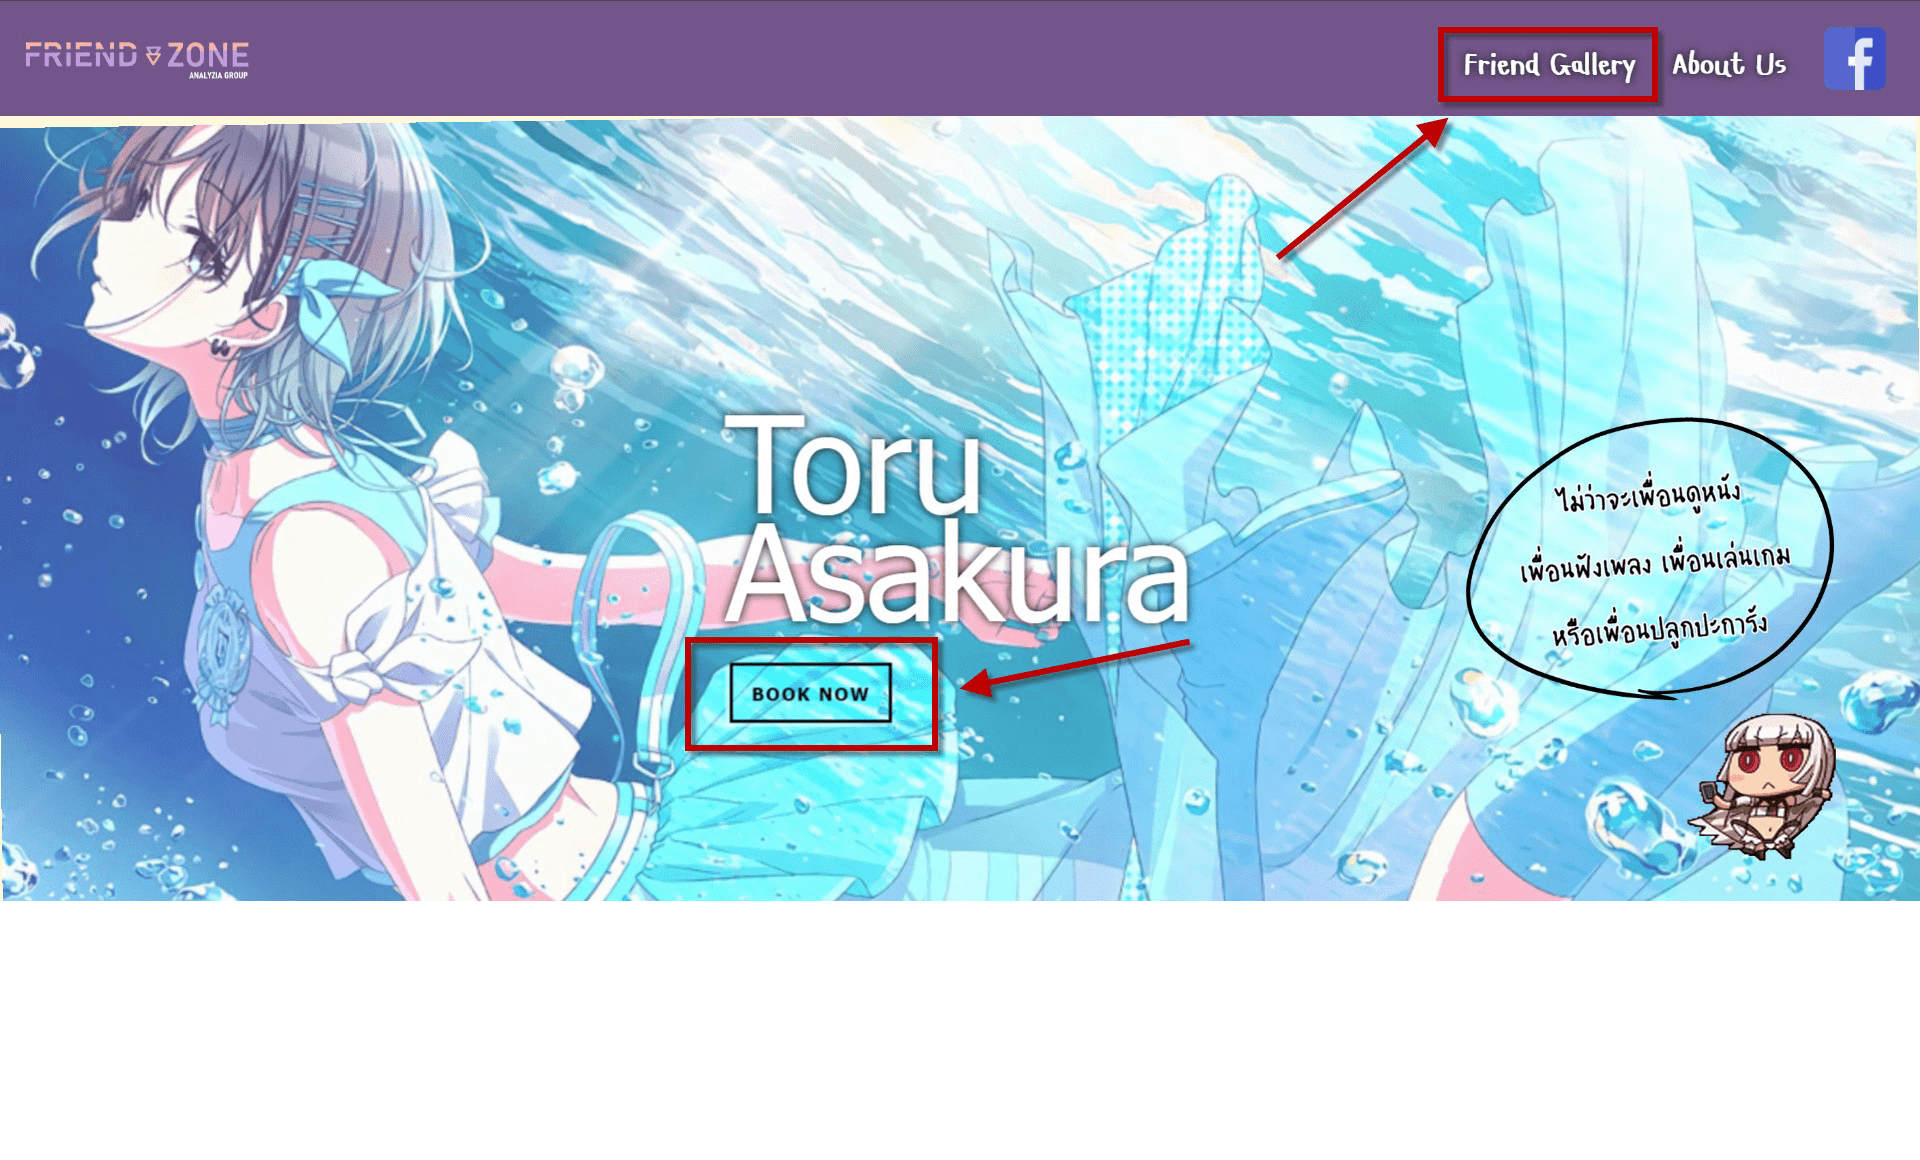 FRIEND ZONE
ANALYZIA GROUP
Friend Gallery
About Us
f
Toru
Asakura
BOOK NOW
ไม่ว่าจะเพื่อนดูหนัง
เพื่อนฟังเพลง เพื่อนเล่นเกม
หรือเพื่อนปลูกปะการัง